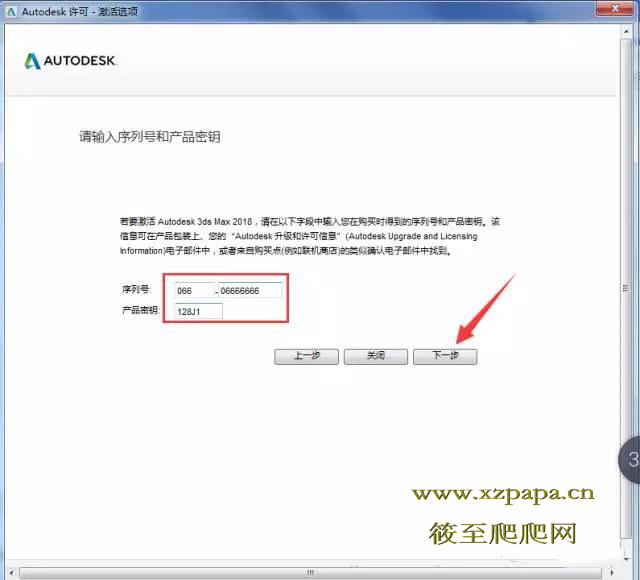 Autodesk 许可 - 激活选项
AUTODESK
请输入序列号和产品密钥
若要激活 Autodesk 3ds Max 2018，请在以下字段中输入您在购买时得到的序列号和产品密钥。该
信息可在产品包装上、您的“Autodesk 升级和许可信息”(Autodesk Upgrade and Licensing
Information)电子邮件中，或者来自购买点(例如联机商店)的类似确认电子邮件中找到。
序列号: 066 - 06666666
产品密钥: 128J1
上一步 关闭 下一步
3
www.xzpapa.cn
筱至爬爬网